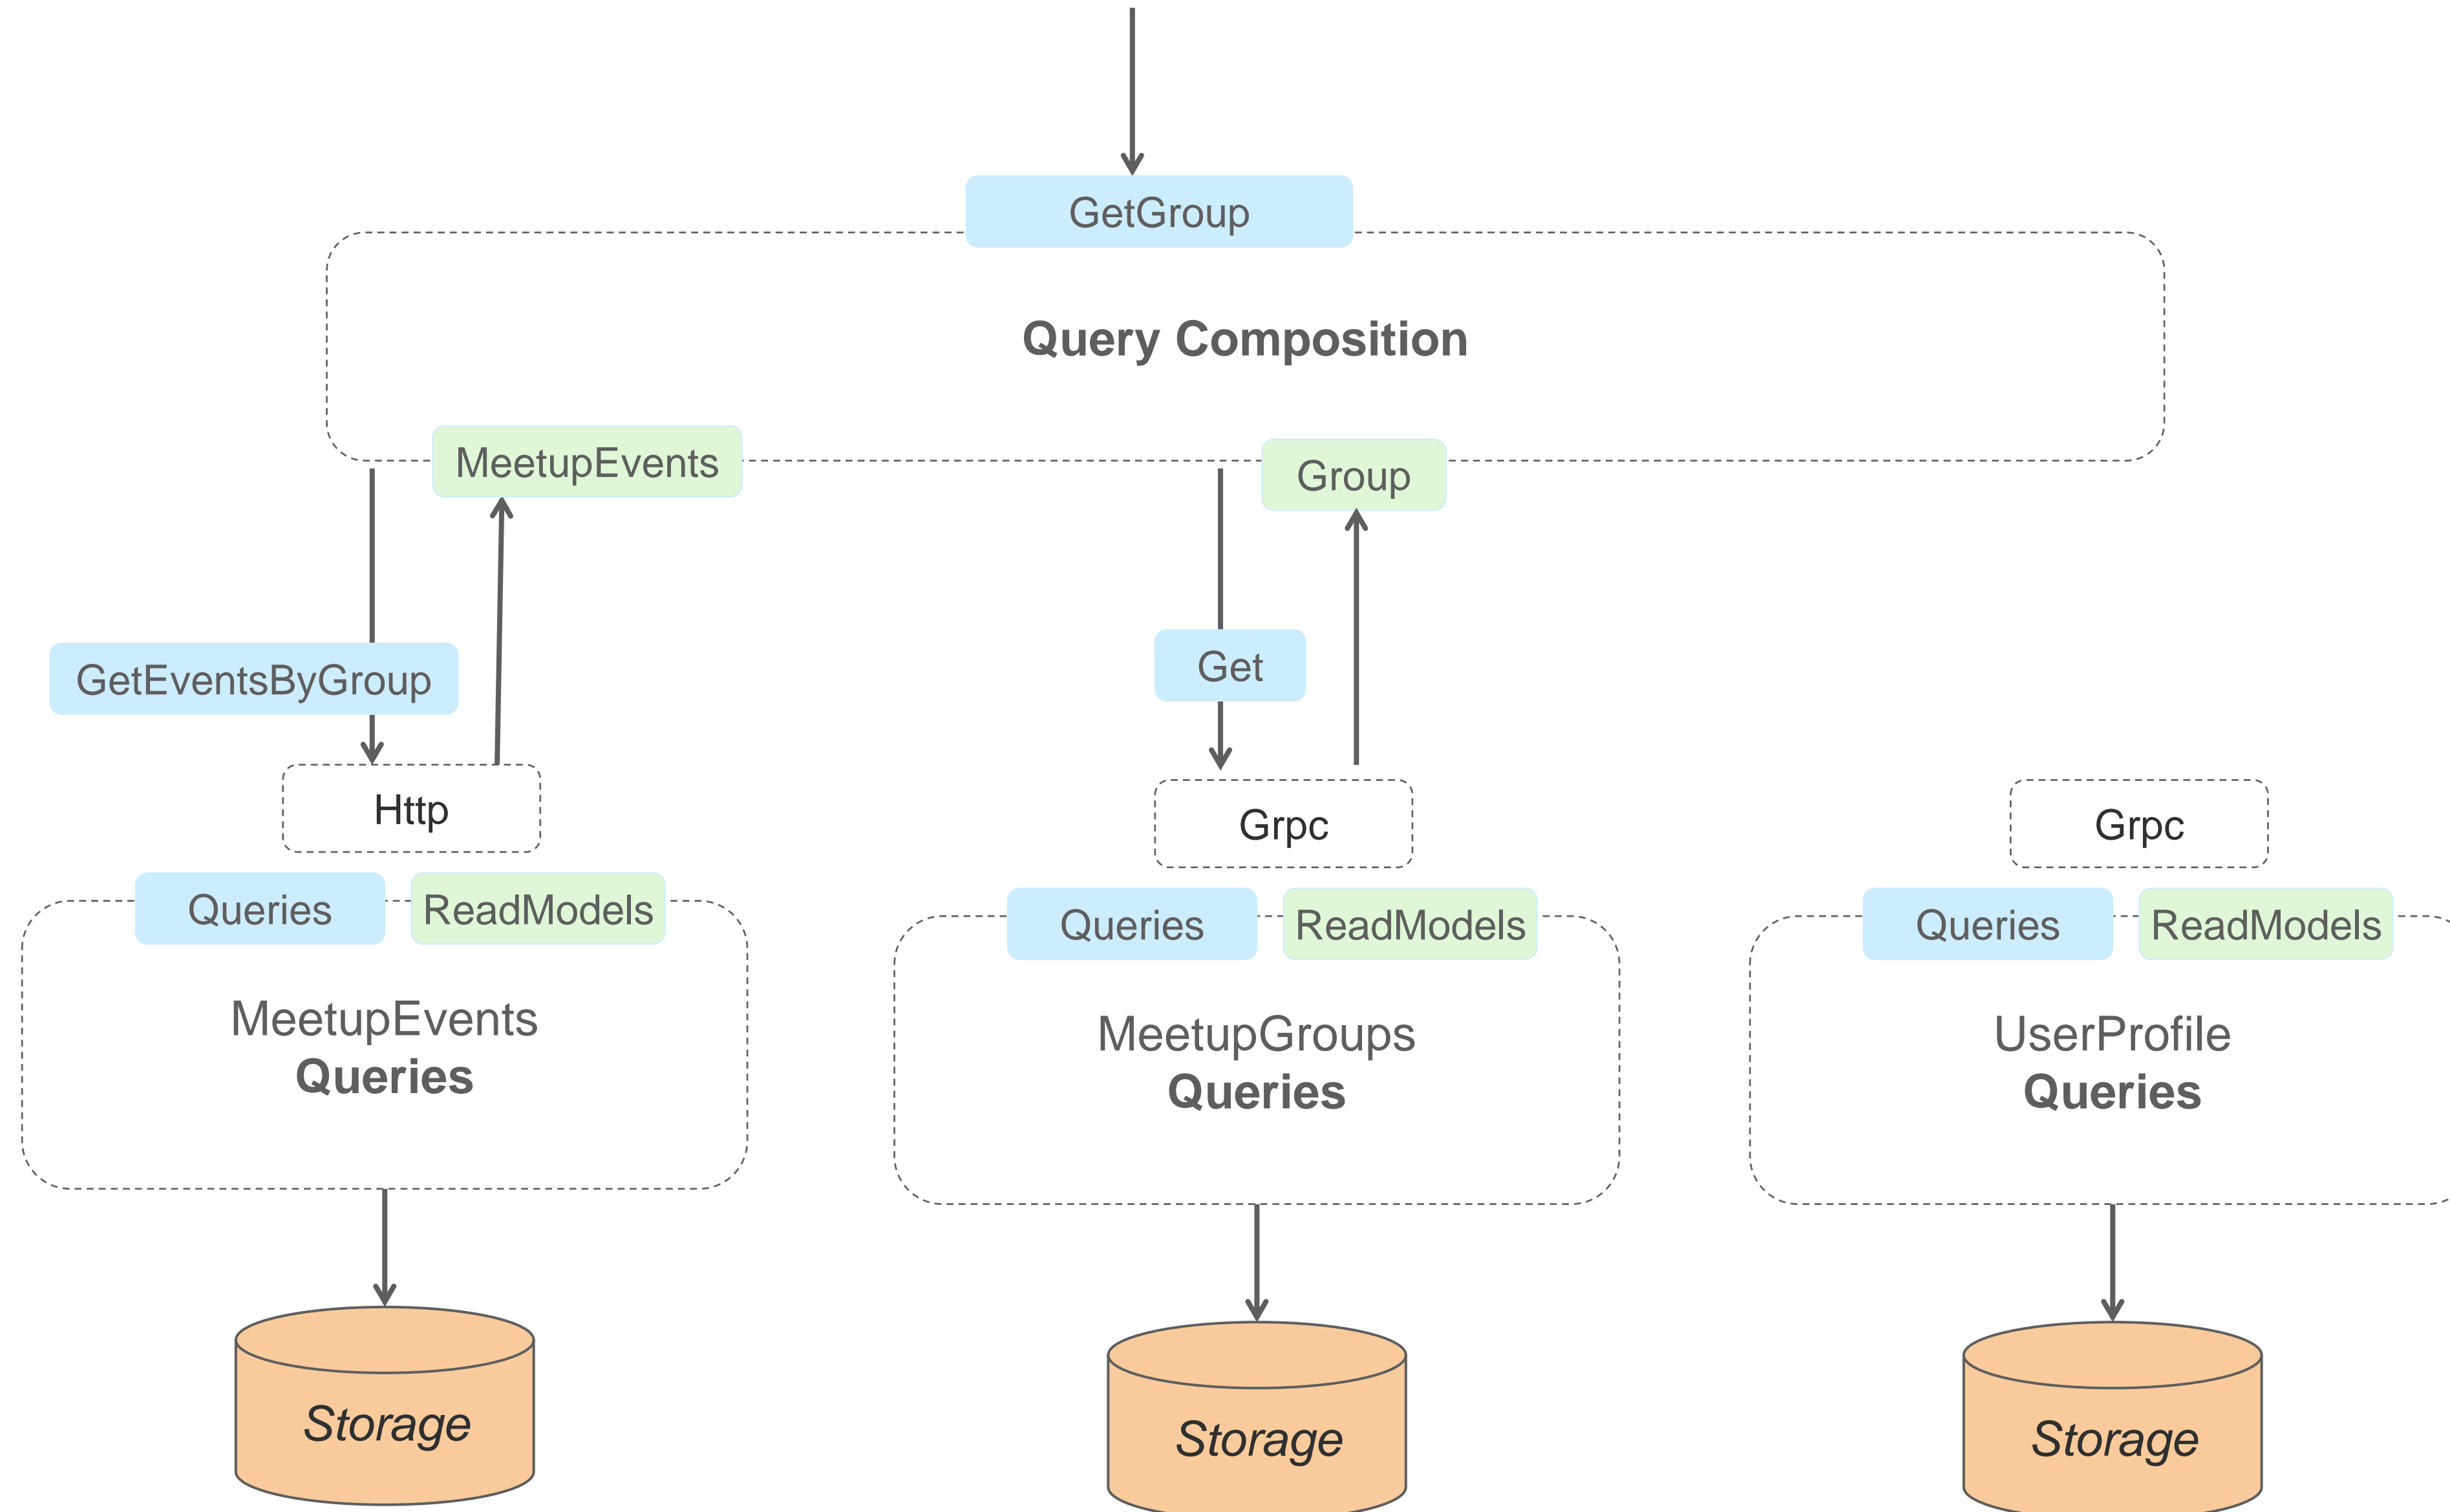 GetGroup
Query Composition
MeetupEvents
Group
GetEventsByGroup
Get
Http
Grpc
Grpc
Queries
ReadModels
Queries
ReadModels
Queries
ReadModels
MeetupEvents
Queries
MeetupGroups
Queries
UserProfile
Queries
Storage
Storage
Storage